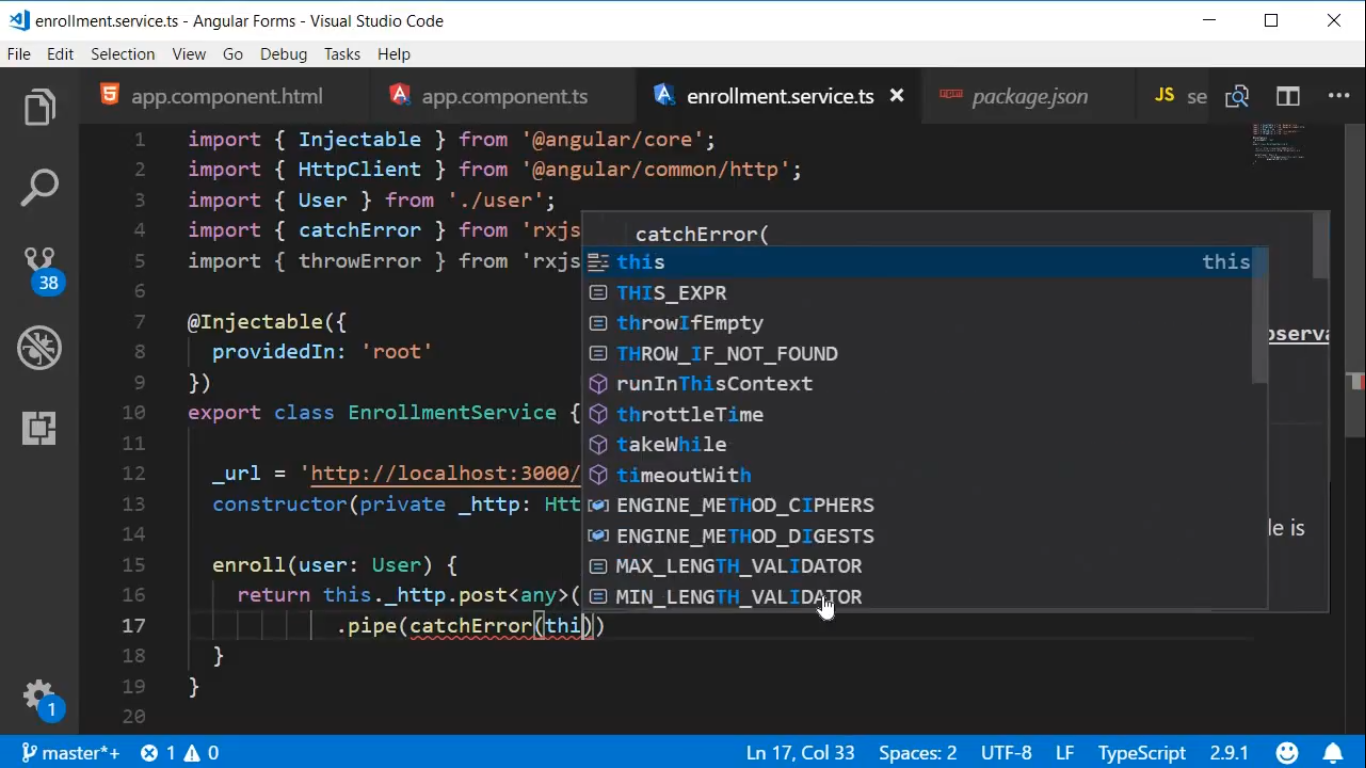 enrollment.service.ts - Angular Forms - Visual Studio Code
File Edit Selection View Go Debug Tasks Help
app.component.html app.component.ts enrollment.service.ts package.json JS se
1 import { Injectable } from '@angular/core';
2 import { HttpClient } from '@angular/common/http';
3 import { User } from './user';
4 import { catchError } from 'rxjs
catchError(
5 import { throwError } from 'rxjs
this this
6
THIS_EXPR
7 @Injectable({
throwIfEmpty
8 providedIn: 'root'
THROW_IF_NOT_FOUND
9 })
runInThisContext
10 export class EnrollmentService {
throttleTime
11
takeWhile
12 _url = 'http://localhost:3000/
timeoutWith
13 constructor(private _http: Htt
ENGINE_METHOD_CIPHERS
14
ENGINE_METHOD_DIGESTS
15 enroll(user: User) {
MAX_LENGTH_VALIDATOR
16 return this._http.post<any>(
MIN_LENGTH_VALIDATOR
17 .pipe(catchError(thi))
18 }
19 }
20
38
1
master*+ 1 0 Ln 17, Col 33 Spaces: 2 UTF-8 LF TypeScript 2.9.1